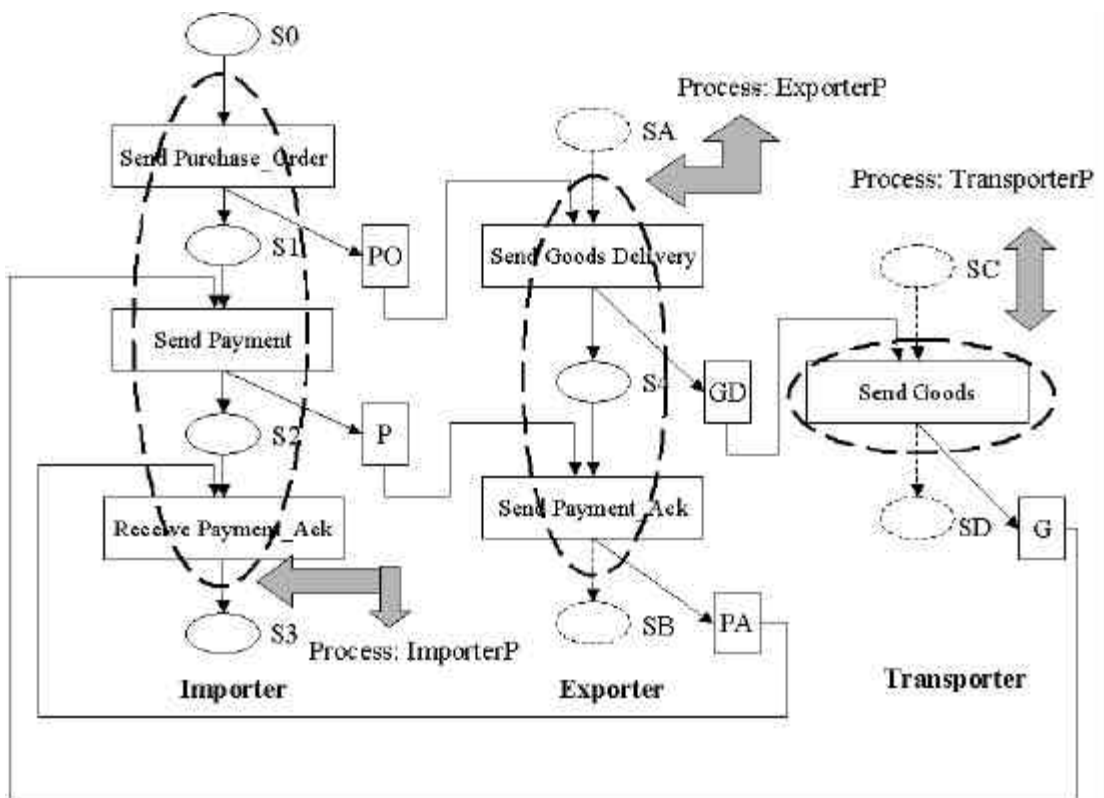 S0
Process: ExporterP
SA
Send Purchase_Order
Process: TransporterP
S1
PO
Send Goods Delivery
SC
Send Payment
S4
GD
Send Goods
S2
P
Receive Payment_Ack
Send Payment_Ack
SD
G
S3
Process: ImporterP
SB
PA
Importer
Exporter
Transporter